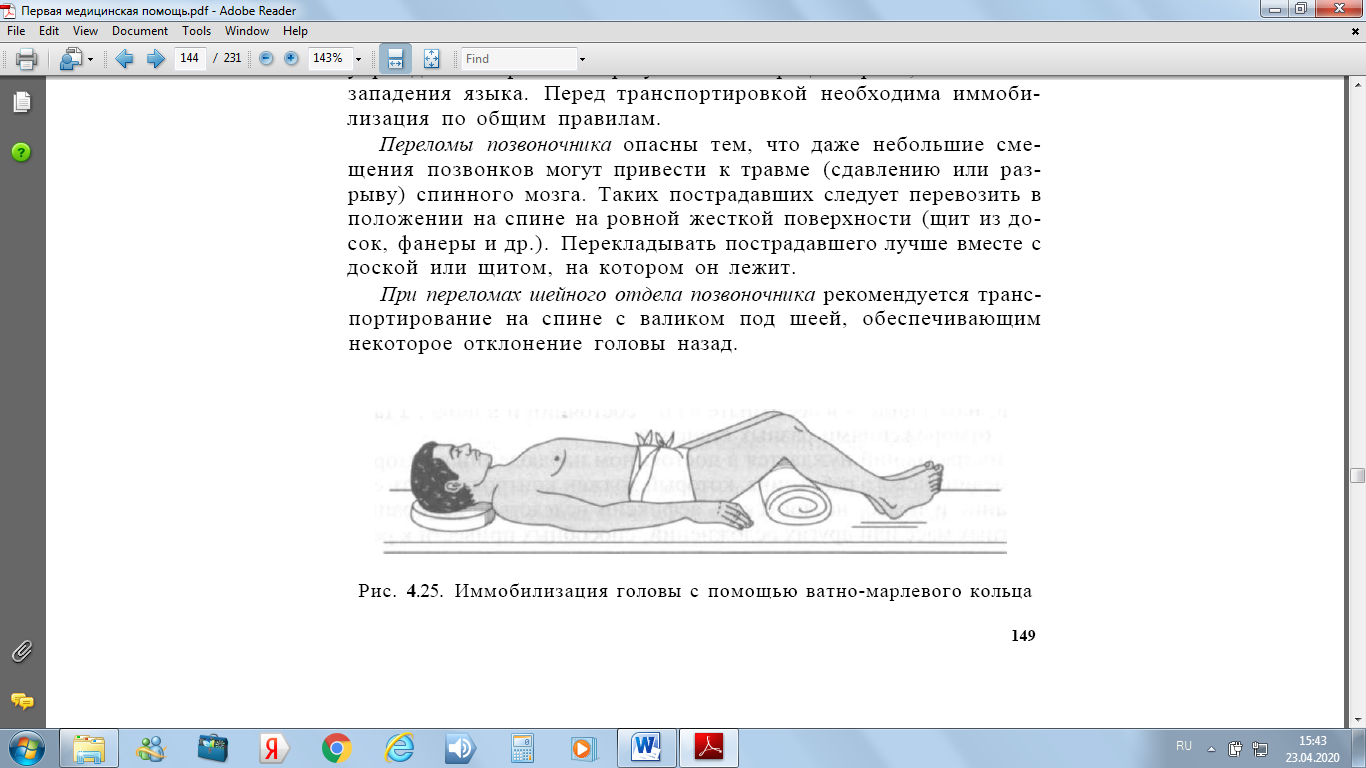 Первая медицинская помощь.pdf - Adobe Reader
File Edit View Document Tools Window Help
144 / 231 143% Find
западения языка. Перед транспортировкой необходима иммоби-
лизация по общим правилам.
Переломы позвоночника опасны тем, что даже небольшие сме-
щения позвонков могут привести к травме (сдавлению или раз-
рыву) спинного мозга. Таких пострадавших следует перевозить в
положении на спине на ровной жесткой поверхности (щит из до-
сок, фанеры и др.). Перекладывать пострадавшего лучше вместе с
доской или щитом, на котором он лежит.
При переломах шейного отдела позвоночника рекомендуется транс-
портирование на спине с валиком под шеей, обеспечивающим
некоторое отклонение головы назад.
Рис. 4.25. Иммобилизация головы с помощью ватно-марлевого кольца
149
RU
15:43
23.04.2020